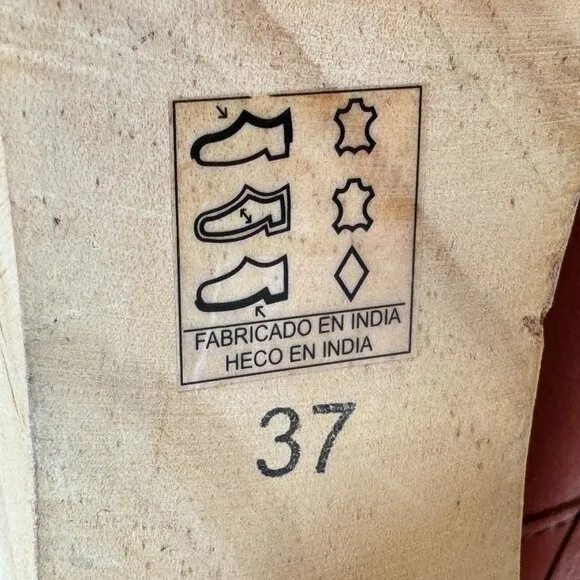 FABRICADO EN INDIA
HECO EN INDIA
37